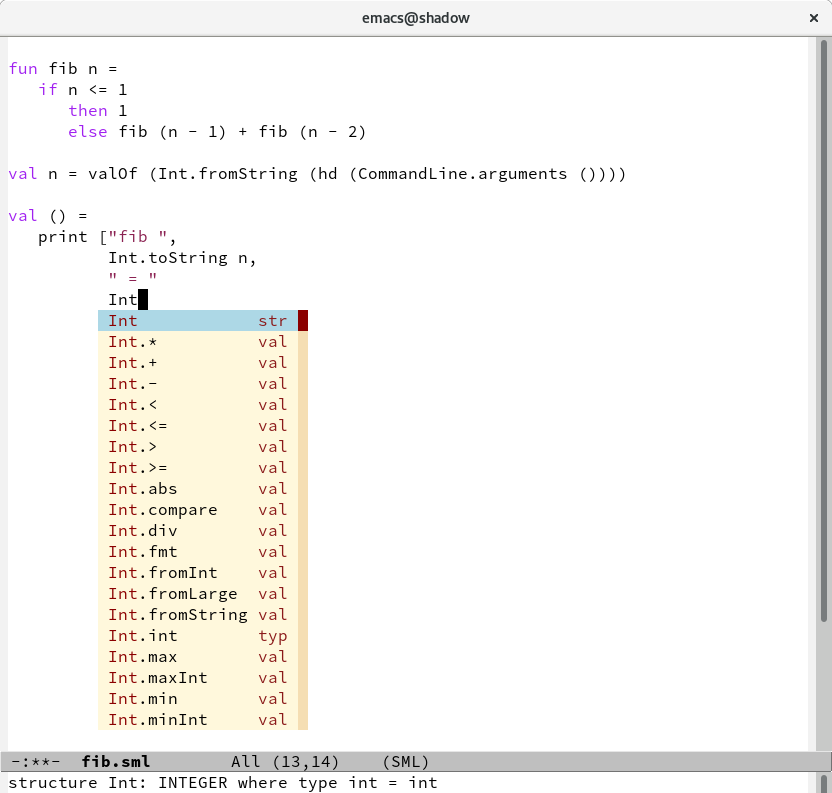 emacs@shadow ×
fun fib n =
if n <= 1
then 1
else fib (n - 1) + fib (n - 2)
val n = valOf (Int.fromString (hd (CommandLine.arguments ())))
val () =
print ["fib ",
Int.toString n,
" = "
Int
Int str
Int.* val
Int.+ val
Int.- val
Int.< val
Int.<= val
Int.> val
Int.>= val
Int.abs val
Int.compare val
Int.div val
Int.fmt val
Int.fromInt val
Int.fromLarge val
Int.fromString val
Int.int typ
Int.max val
Int.maxInt val
Int.min val
Int.minInt val
-:**- fib.sml All (13,14) (SML)
structure Int: INTEGER where type int = int